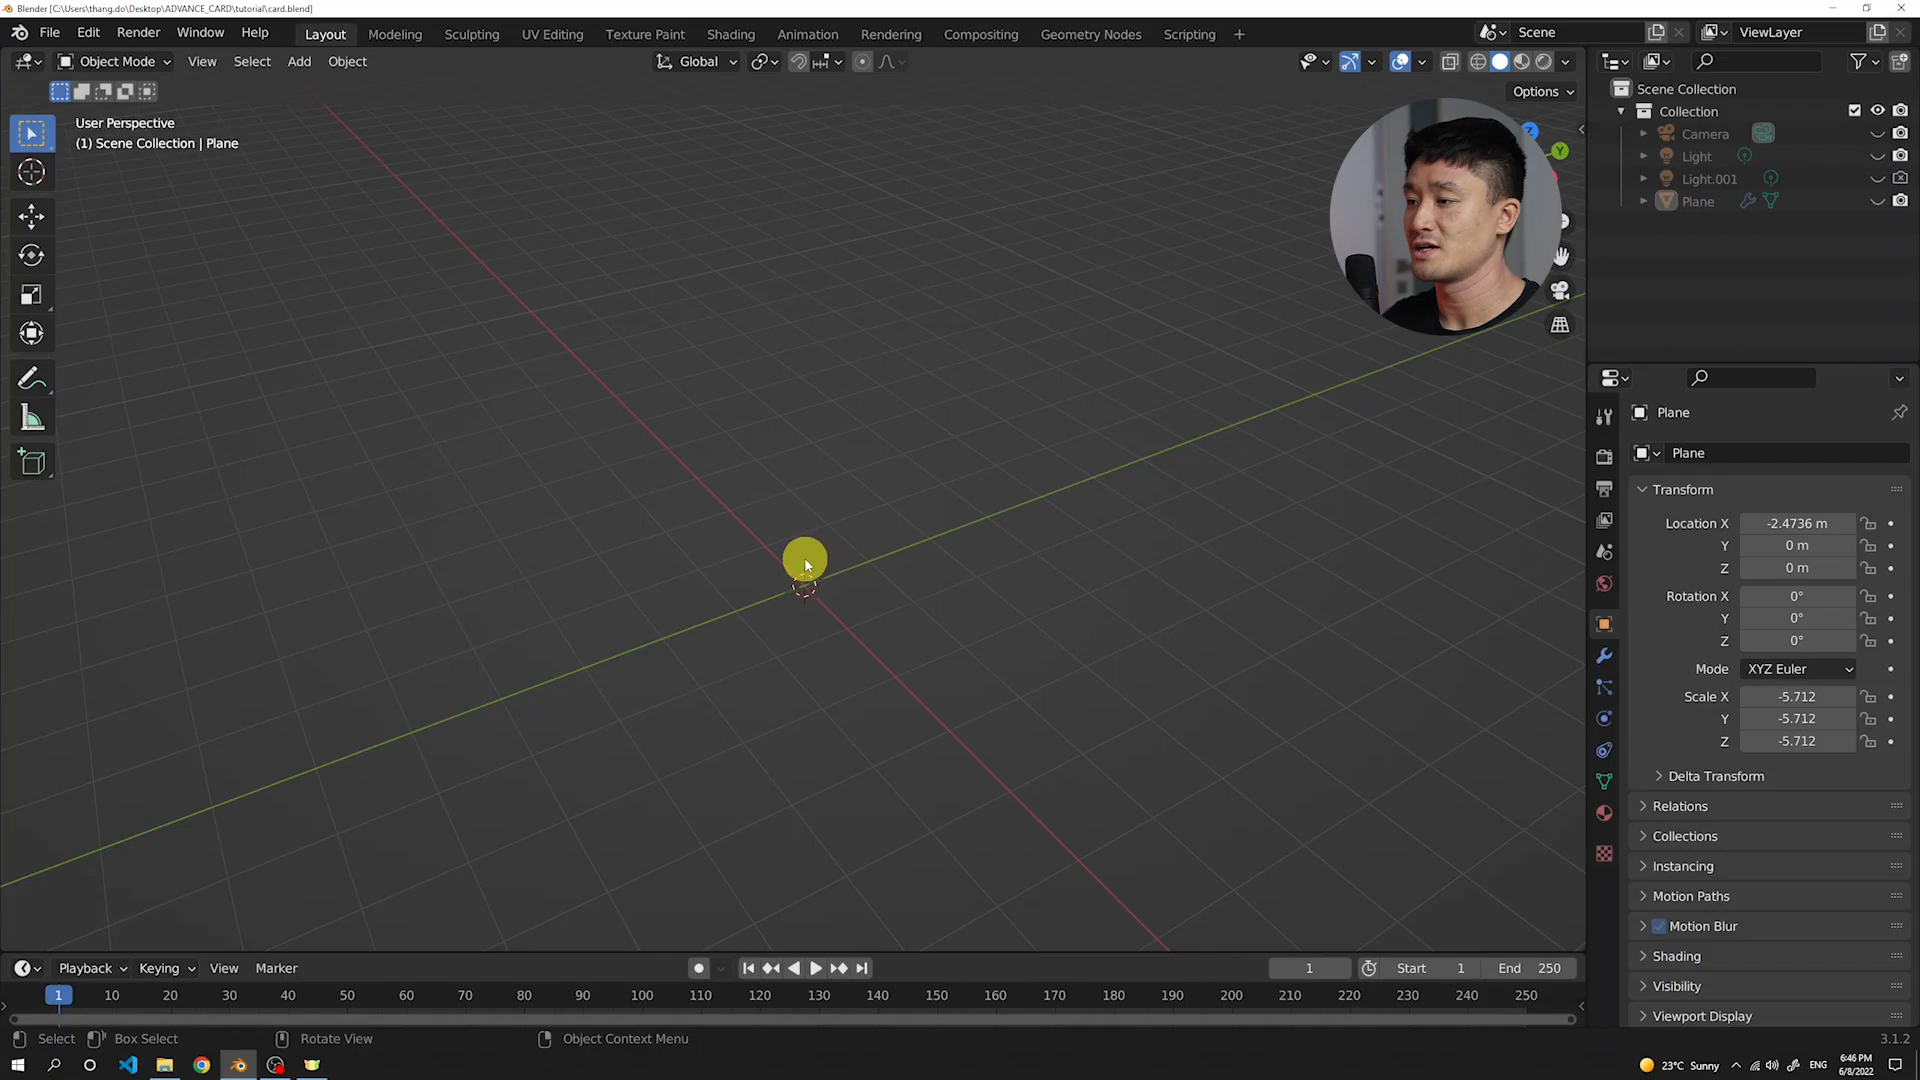 Blender [C:\Users\thang.do\Desktop\ADVANCE_CARD\tutorial\card.blend]
File Edit Render Window Help Layout Modeling Sculpting UV Editing Texture Paint Shading Animation Rendering Compositing Geometry Nodes Scripting + Scene ViewLayer
Object Mode View Select Add Object Global
Options
User Perspective
(1) Scene Collection | Plane
Z
Y
Scene Collection
Collection
Camera
Light
Light.001
Plane
Plane
Plane
Transform
Location X -2.4736 m
Y 0 m
Z 0 m
Rotation X 0°
Y 0°
Z 0°
Mode XYZ Euler
Scale X -5.712
Y -5.712
Z -5.712
Delta Transform
Relations
Collections
Instancing
Motion Paths
Motion Blur
Shading
Visibility
Viewport Display
Playback Keying View Marker 1 Start 1 End 250
1 10 20 30 40 50 60 70 80 90 100 110 120 130 140 150 160 170 180 190 200 210 220 230 240 250
Select Box Select Rotate View Object Context Menu 3.1.2
23°C Sunny ENG 6:46 PM
6/8/2022